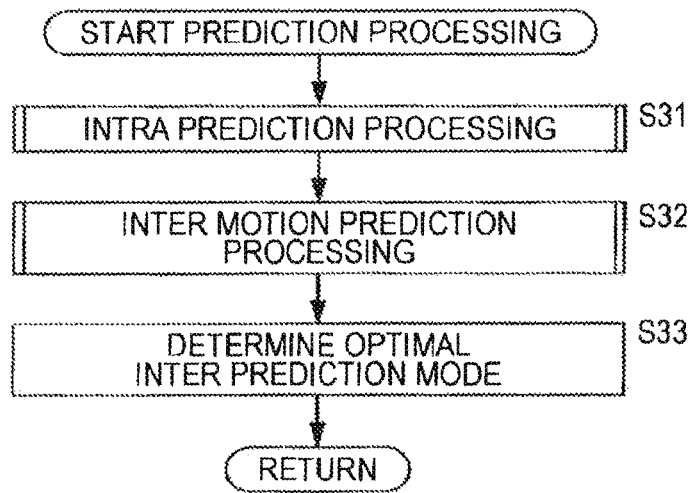 START PREDICTION PROCESSING
INTRA PREDICTION PROCESSING
S31
INTER MOTION PREDICTION
PROCESSING
S32
DETERMINE OPTIMAL
INTER PREDICTION MODE
S33
RETURN